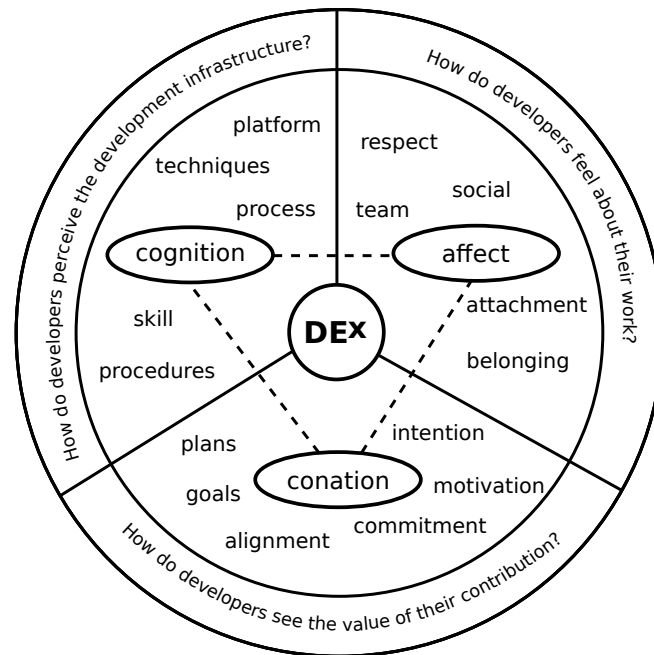 How do developers perceive the development infrastructure?
How do developers feel about their work?
platform
respect
techniques
social
process
team
cognition
affect
attachment
skill
DEx
belonging
procedures
intention
plans
conation
goals
motivation
commitment
alignment
How do developers see the value of their contribution?